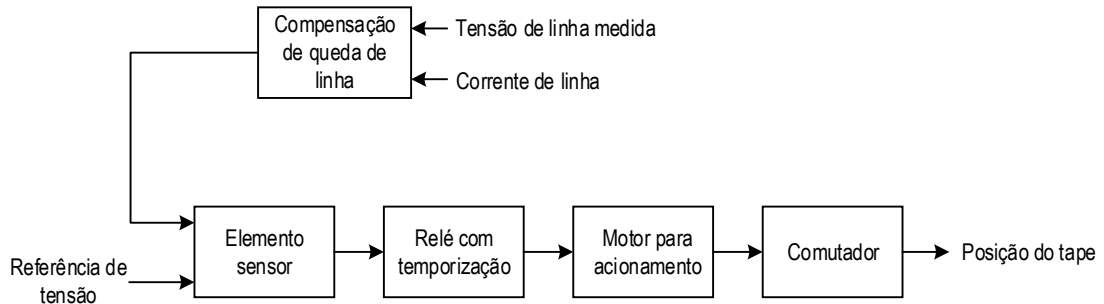 Compensação
de queda de
linha
Tensão de linha medida
Corrente de linha
Referência de
tensão
Elemento
sensor
Relé com
temporização
Motor para
acionamento
Comutador
Posição do tape